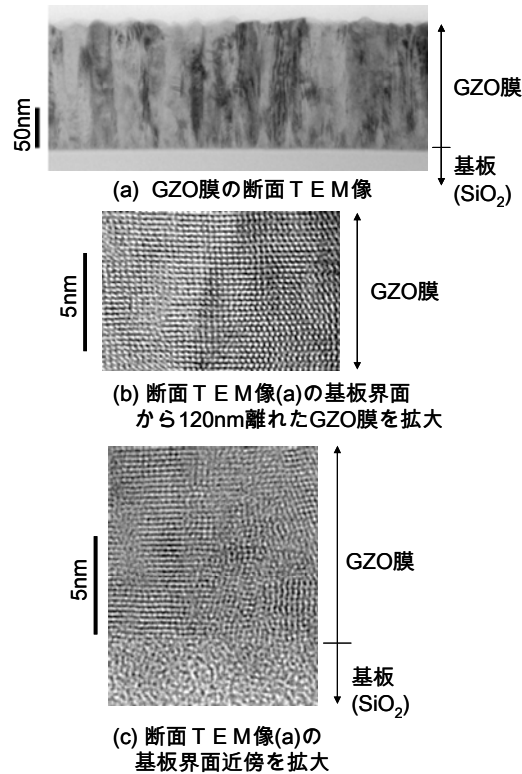 GZO膜
50nm
基板
(SiO2)
(a) GZO膜の断面ＴＥＭ像
5nm
GZO膜
(b) 断面ＴＥＭ像(a)の基板界面
から120nm離れたGZO膜を拡大
5nm
GZO膜
基板
(SiO2)
(c) 断面ＴＥＭ像(a)の
基板界面近傍を拡大